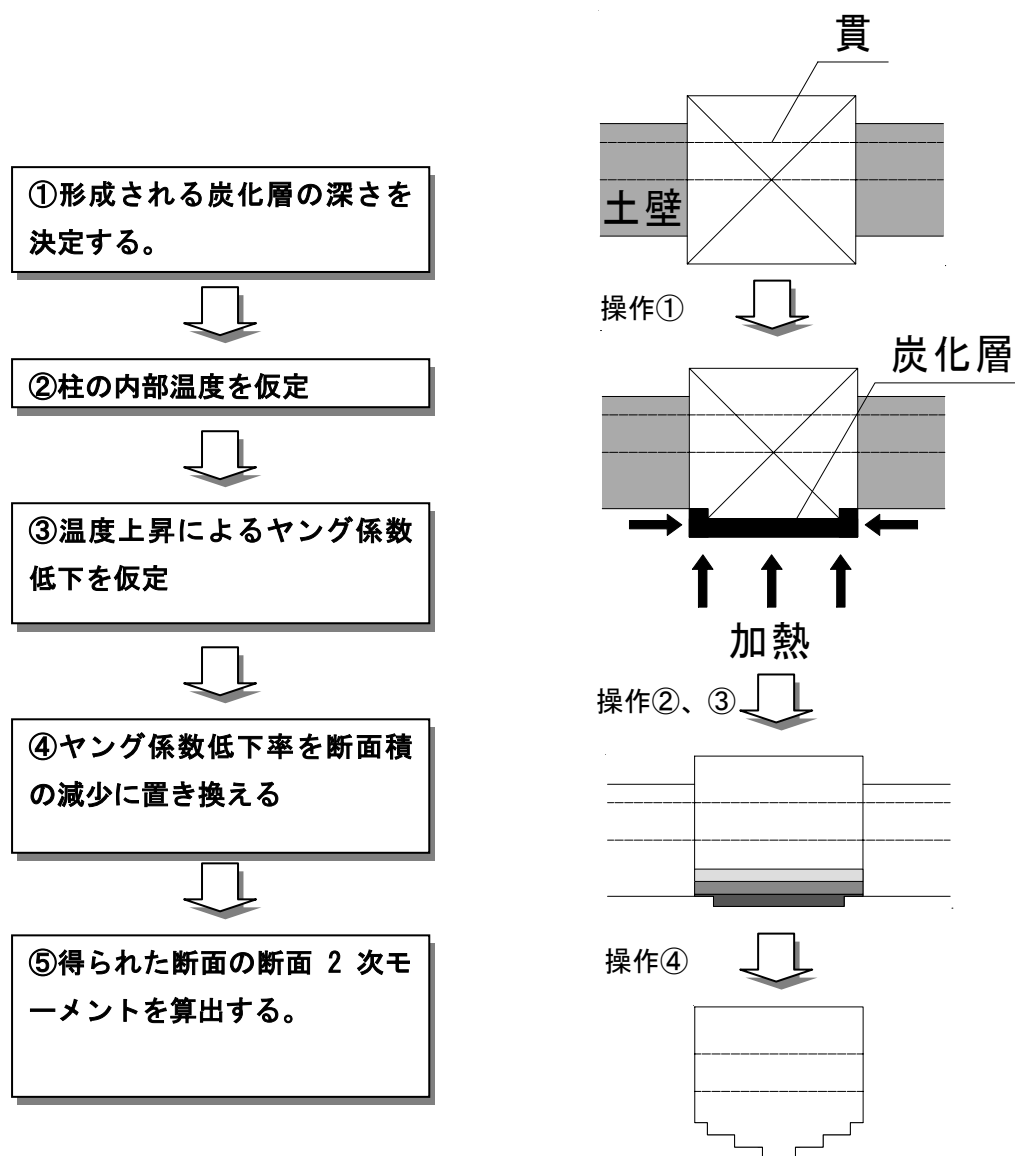 ①形成される炭化層の深さを
決定する。
②柱の内部温度を仮定
③温度上昇によるヤング係数
低下を仮定
④ヤング係数低下率を断面積
の減少に置き換える
⑤得られた断面の断面 2 次モ
ーメントを算出する。
貫
土壁
操作①
炭化層
加熱
操作②、③
操作④